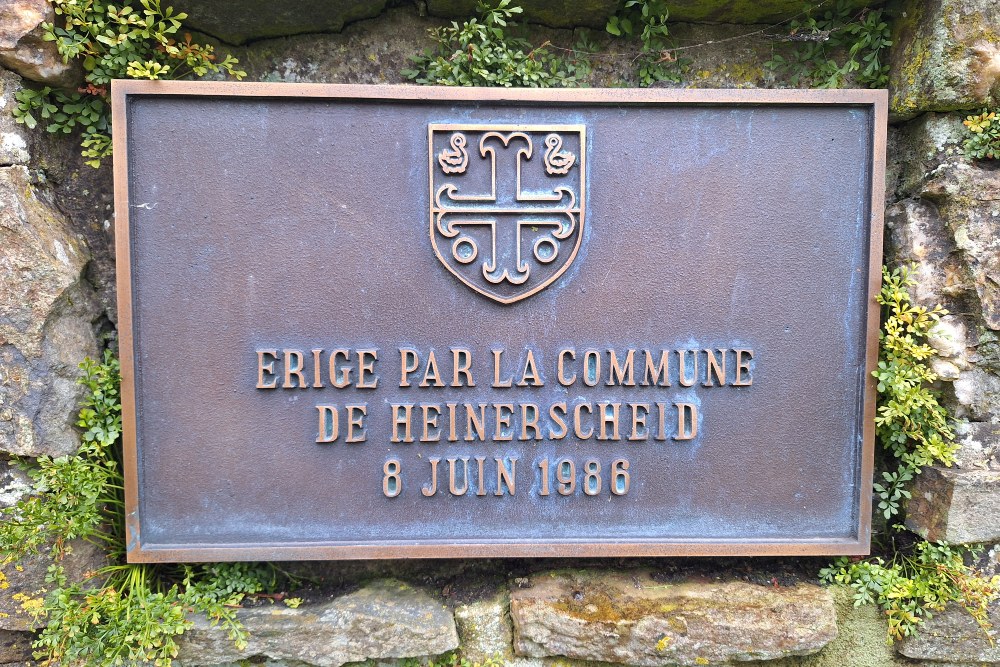 ERIGE PAR LA COMMUNE
DE HEINERSCHEID
8 JUIN 1986